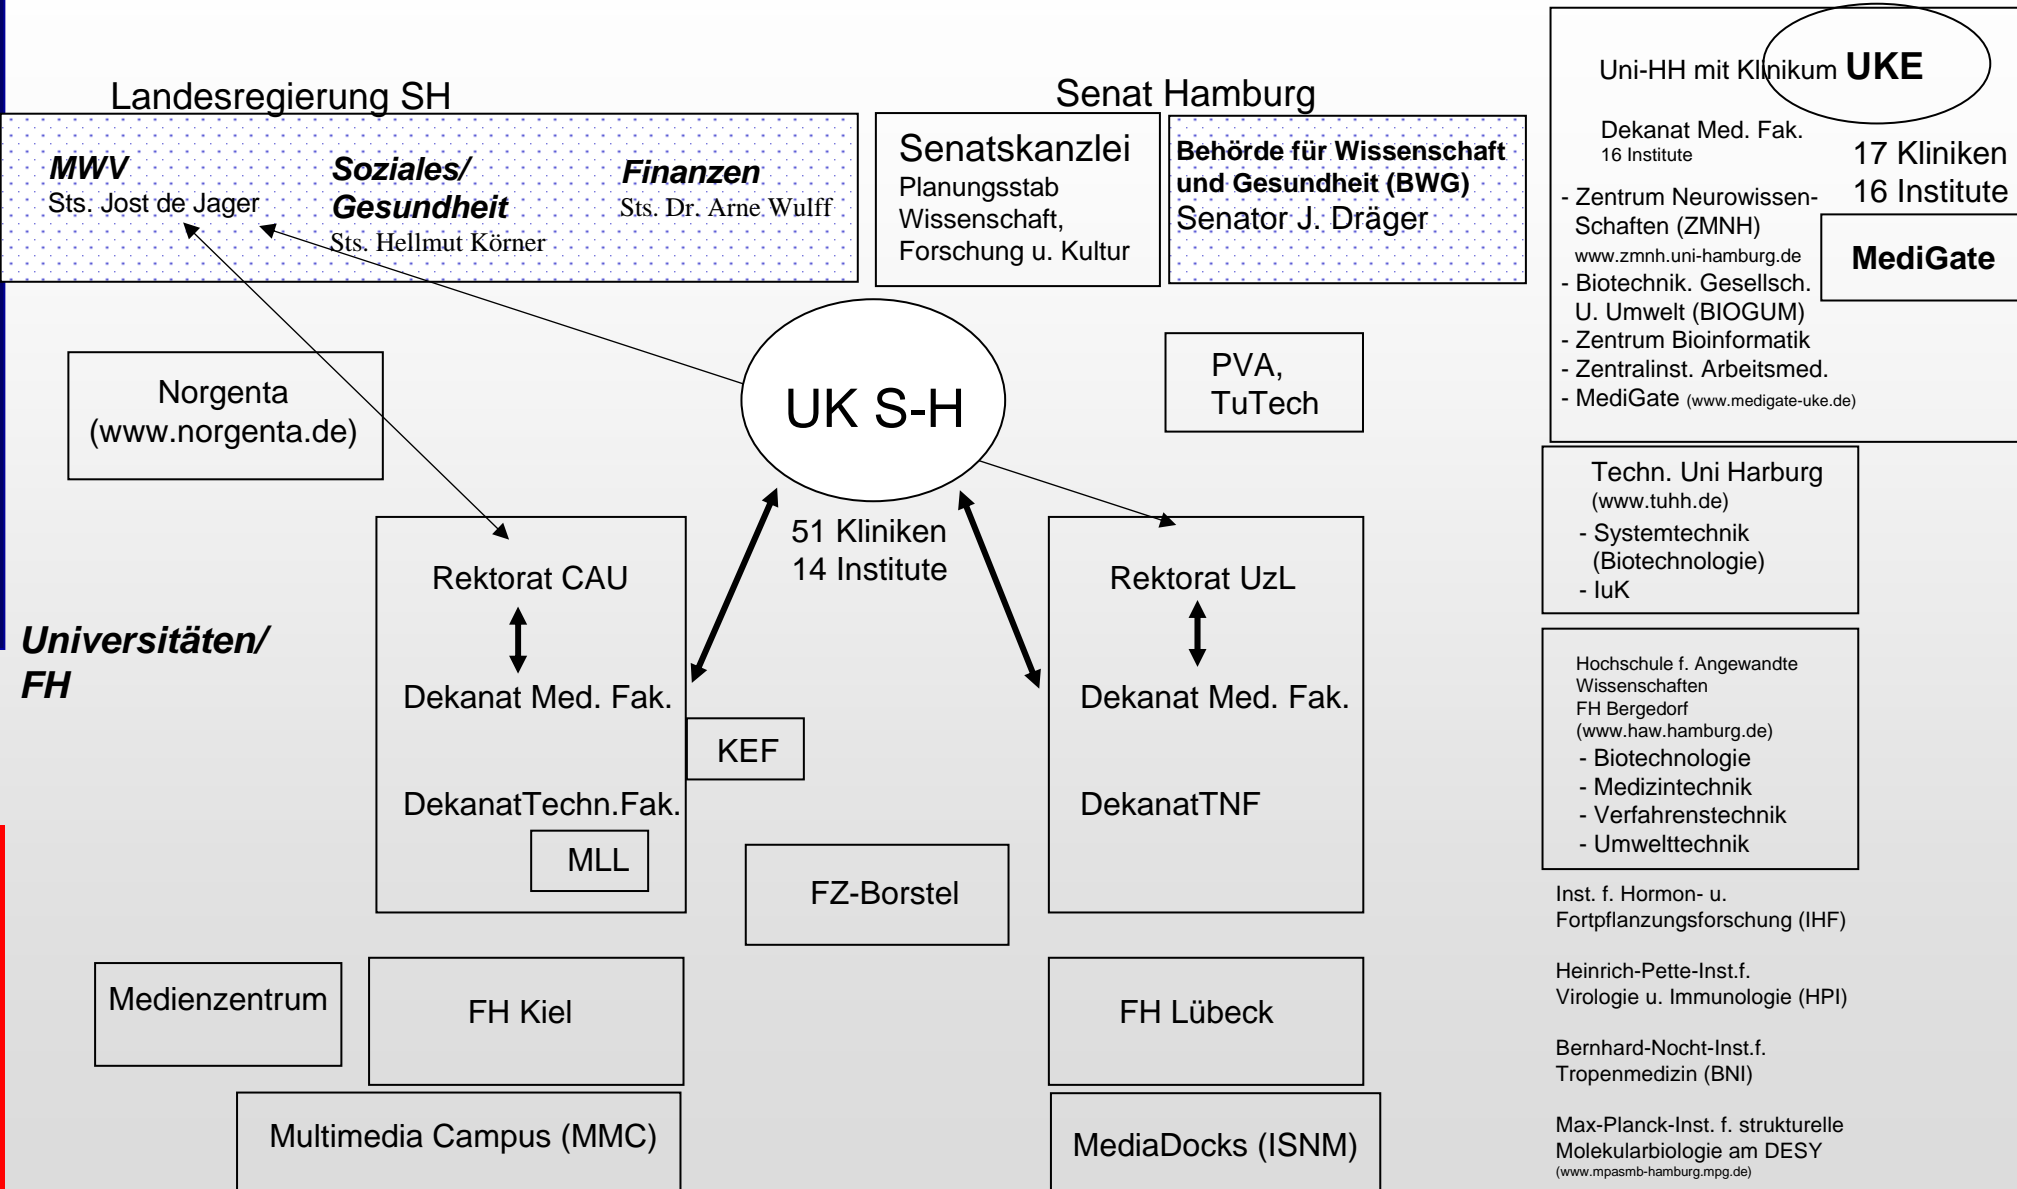 Landesregierung SH
MWV
Sts. Jost de Jager
Soziales/
Gesundheit
Sts. Hellmut Körner
Finanzen
Sts. Dr. Arne Wulff
Senat Hamburg
Senatskanzlei
Planungsstab
Wissenschaft,
Forschung u. Kultur
Behörde für Wissenschaft
und Gesundheit (BWG)
Senator J. Dräger
Uni-HH mit Klinikum UKE
Dekanat Med. Fak.
16 Institute
17 Kliniken
16 Institute
- Zentrum Neurowissen-
Schaften (ZMNH)
www.zmnh.uni-hamburg.de
- Biotechnik. Gesellsch.
U. Umwelt (BIOGUM)
- Zentrum Bioinformatik
- Zentralinst. Arbeitsmed.
- MediGate (www.medigate-uke.de)
MediGate
Norgenta
(www.norgenta.de)
UK S-H
51 Kliniken
14 Institute
PVA,
TuTech
Techn. Uni Harburg
(www.tuhh.de)
- Systemtechnik
(Biotechnologie)
- IuK
Universitäten/
FH
Rektorat CAU
Dekanat Med. Fak.
DekanatTechn.Fak.
MLL
KEF
FZ-Borstel
Rektorat UzL
Dekanat Med. Fak.
DekanatTNF
Hochschule f. Angewandte
Wissenschaften
FH Bergedorf
(www.haw.hamburg.de)
- Biotechnologie
- Medizintechnik
- Verfahrenstechnik
- Umwelttechnik
Inst. f. Hormon- u.
Fortpflanzungsforschung (IHF)
Heinrich-Pette-Inst.f.
Virologie u. Immunologie (HPI)
Bernhard-Nocht-Inst.f.
Tropenmedizin (BNI)
Max-Planck-Inst. f. strukturelle
Molekularbiologie am DESY
(www.mpasmb-hamburg.mpg.de)
Medienzentrum
FH Kiel
FH Lübeck
Multimedia Campus (MMC)
MediaDocks (ISNM)